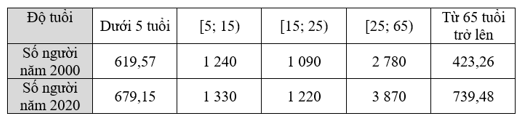 Độ tuổi Dưới 5 tuổi [5; 15) [15; 25) [25; 65) Từ 65 tuổi trở lên
Số người năm 2000 619,57 1 240 1 090 2 780 423,26
Số người năm 2020 679,15 1 330 1 220 3 870 739,48